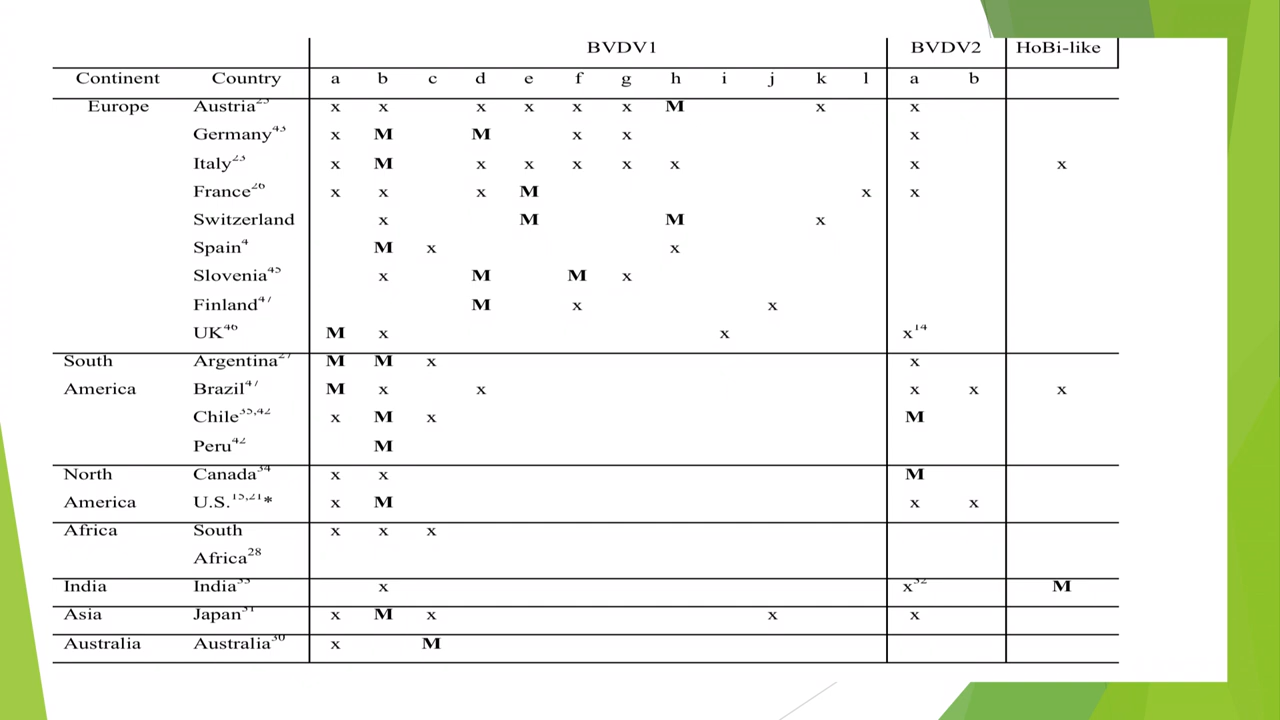 BVDV1 BVDV2 HoBi-like
Continent Country a b c d e f g h i j k l a b
Europe Austria x x x x x x M x x
Germany⁴³ x M M x x x
Italy²³ x M x x x x x x x
France²⁶ x x x M x x
Switzerland x M M x
Spain⁴ M x x
Slovenia⁴⁵ x M M x
Finland⁴⁷ M x x
UK⁴⁶ M x x x¹⁴
South Argentina²⁷ M M x x
America Brazil⁴⁷ M x x x x x
Chile³⁵,⁴² x M x M
Peru⁴² M
North Canada³⁴ x x M
America U.S.¹⁵,²¹* x M x x
Africa South x x x
Africa²⁸
India India³³ x x³² M
Asia Japan³¹ x M x x x
Australia Australia³⁰ x M